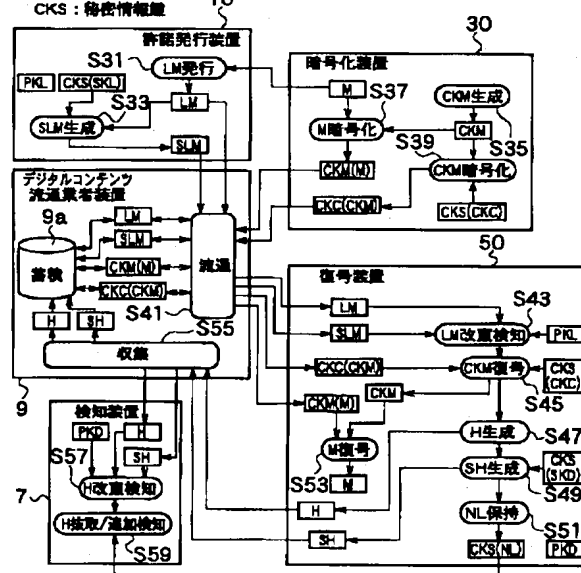 CKS:秘密情報鍵
許諾発行装置
S31
LM発行
PKL
CKS(SKL)
LM
S33
SLM生成
SLM
30
暗号化装置
M
S37
CKM生成
M暗号化
CKM
S35
S39
CKM(M)
CKM暗号化
CKC(CKM)
CKS(CKC)
デジタルコンテンツ
流通業者装置
9a
LM
SLM
蓄積
CKM(M)
流通
CKC(CKM)
H
SH
S41
S55
収集
9
検知装置
PKD
H
S57
SH
7
H改竄検知
H抜取/追加検知
S59
50
復号装置
LM
S43
SLM
LM改竄検知
PKL
CKC(CKM)
CKM復号
CKS
(CKC)
CKM
S45
CKM(M)
H生成
S47
M復号
CKS
(SKD)
S53
SH生成
S49
M
H
NL保持
S51
SH
CKS(NL)
PKD